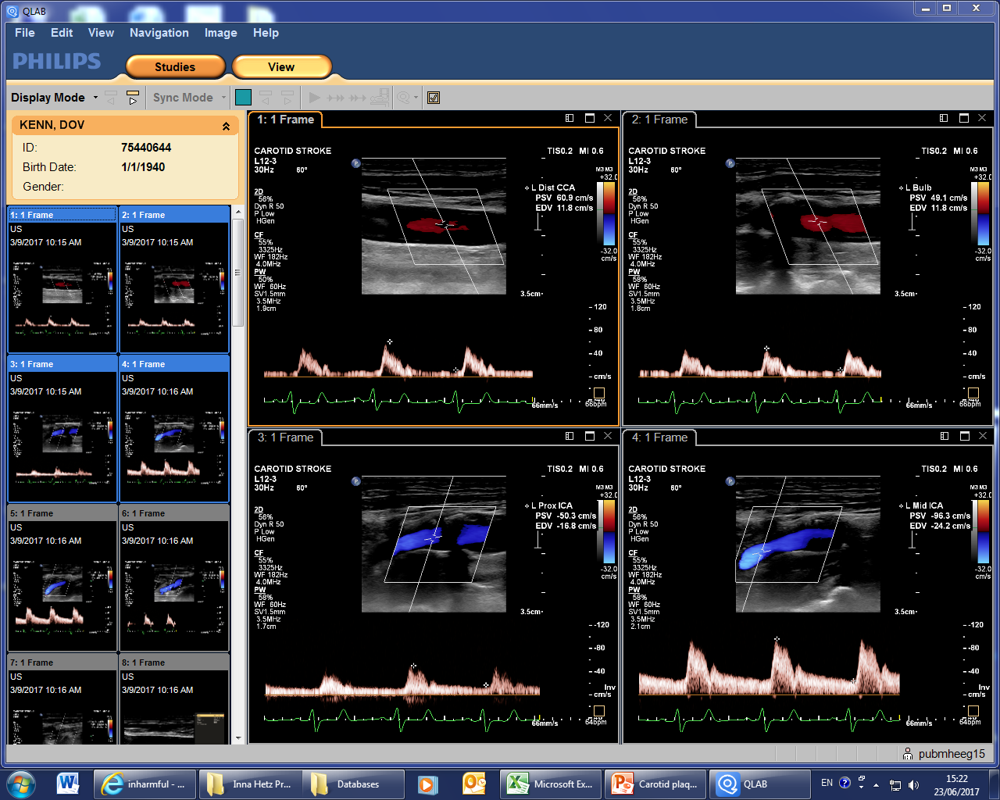 QLAB
File Edit View Navigation Image Help
PHILIPS
Studies
View
Display Mode
Sync Mode
KENN, DOV
ID: 75440644
Birth Date: 1/1/1940
Gender:
1: 1 Frame
US
3/9/2017 10:15 AM
2: 1 Frame
US
3/9/2017 10:15 AM
3: 1 Frame
US
3/9/2017 10:15 AM
4: 1 Frame
US
3/9/2017 10:16 AM
5: 1 Frame
US
3/9/2017 10:16 AM
6: 1 Frame
US
3/9/2017 10:16 AM
7: 1 Frame
US
3/9/2017 10:16 AM
8: 1 Frame
US
3/9/2017 10:16 AM
1: 1 Frame
CAROTID STROKE
TIS0.2 MI 0.6
L12-3
30Hz 60°
M3 M3
+32.0
2D
56%
Dyn R 50
P Low
HGen
CF
55%
3325Hz
WF 182Hz
4.0MHz
PW
50%
WF 60Hz
SV1.5mm
3.5MHz
1.9cm
L Dist CCA
PSV 60.9 cm/s
EDV 11.8 cm/s
-32.0
cm/s
3.5cm
-120
-80
-40
cm/s
66mm/s
2: 1 Frame
CAROTID STROKE
TIS0.2 MI 0.6
L12-3
30Hz 60°
M3 M3
+32.0
2D
56%
Dyn R 50
P Low
HGen
CF
55%
3325Hz
WF 182Hz
4.0MHz
PW
58%
WF 60Hz
SV1.5mm
3.5MHz
1.8cm
L Bulb
PSV 49.1 cm/s
EDV 11.8 cm/s
-32.0
cm/s
3.5cm
-120
-80
-40
cm/s
66mm/s
3: 1 Frame
CAROTID STROKE
TIS0.2 MI 0.6
L12-3
30Hz 60°
M3 M3
+32.0
2D
56%
Dyn R 50
P Low
HGen
CF
55%
3325Hz
WF 182Hz
4.0MHz
PW
58%
WF 60Hz
SV1.5mm
3.5MHz
1.7cm
L Prox ICA
PSV -50.3 cm/s
EDV -16.8 cm/s
-32.0
cm/s
3.5cm
-120
-80
-40
Inv
cm/s
66mm/s
64bpm
4: 1 Frame
CAROTID STROKE
TIS0.2 MI 0.6
L12-3
30Hz 60°
M3 M3
+32.0
2D
56%
Dyn R 50
P Low
HGen
CF
55%
3325Hz
WF 182Hz
4.0MHz
PW
58%
WF 60Hz
SV1.5mm
3.5MHz
2.1cm
L Mid ICA
PSV -96.3 cm/s
EDV -24.2 cm/s
-32.0
cm/s
3.5cm
-120
-80
-40
Inv
cm/s
66mm/s
64bpm
pubmheeg15
inharmful - ...
Inna Hetz Pr...
Databases
Microsoft Ex...
Carotid plaq...
QLAB
EN
15:22
23/06/2017